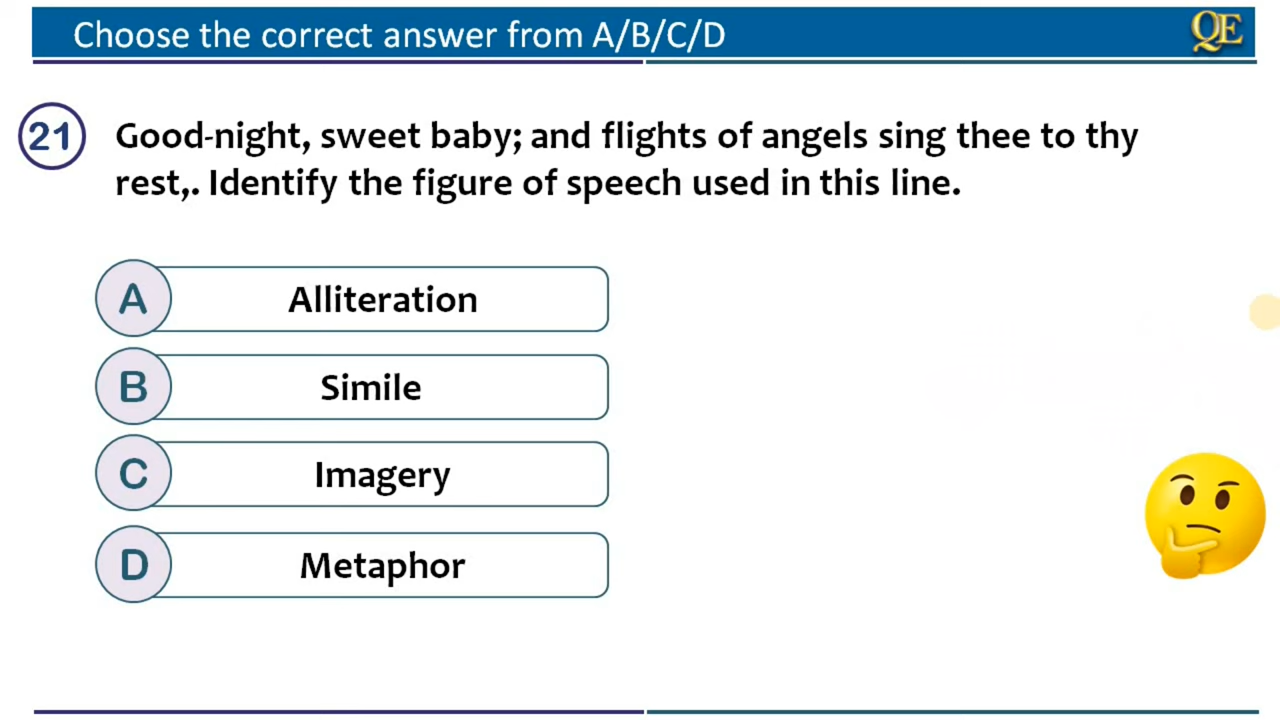 Choose the correct answer from A/B/C/D
QE
21
Good-night, sweet baby; and flights of angels sing thee to thy
rest,. Identify the figure of speech used in this line.
A Alliteration
B Simile
C Imagery
D Metaphor